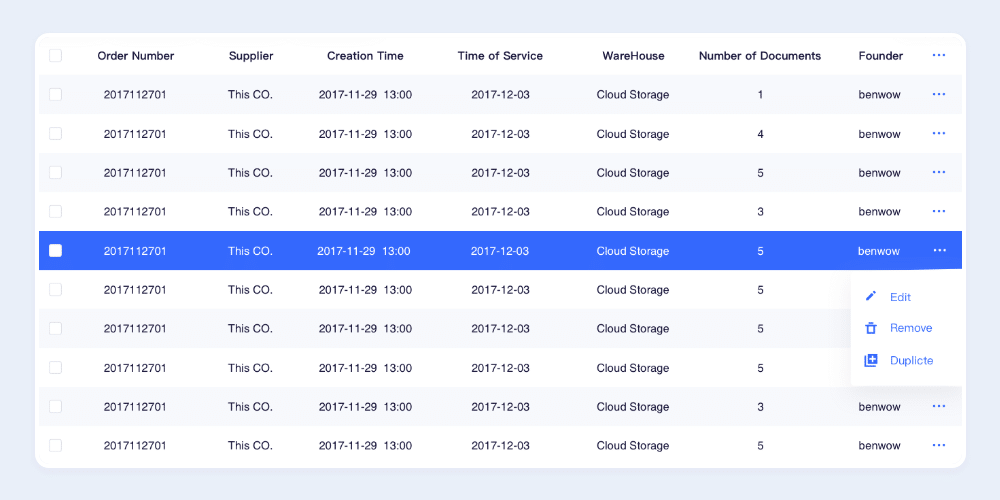 Order Number Supplier Creation Time Time of Service WareHouse Number of Documents Founder
2017112701 This CO. 2017-11-29 13:00 2017-12-03 Cloud Storage 1 benwow
2017112701 This CO. 2017-11-29 13:00 2017-12-03 Cloud Storage 4 benwow
2017112701 This CO. 2017-11-29 13:00 2017-12-03 Cloud Storage 5 benwow
2017112701 This CO. 2017-11-29 13:00 2017-12-03 Cloud Storage 3 benwow
2017112701 This CO. 2017-11-29 13:00 2017-12-03 Cloud Storage 5 benwow
2017112701 This CO. 2017-11-29 13:00 2017-12-03 Cloud Storage 5 Edit
2017112701 This CO. 2017-11-29 13:00 2017-12-03 Cloud Storage 5 Remove
2017112701 This CO. 2017-11-29 13:00 2017-12-03 Cloud Storage 5 Duplicte
2017112701 This CO. 2017-11-29 13:00 2017-12-03 Cloud Storage 3 benwow
2017112701 This CO. 2017-11-29 13:00 2017-12-03 Cloud Storage 5 benwow